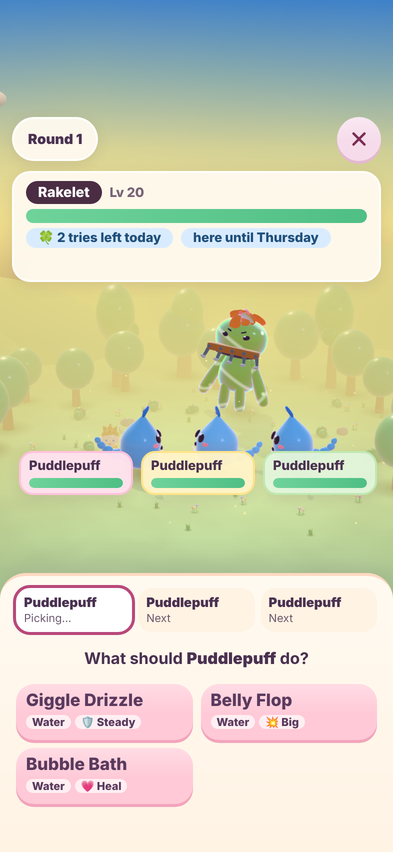 Round 1
Rakelet Lv 20
🍀 2 tries left today here until Thursday
Puddlepuff Puddlepuff Puddlepuff
Puddlepuff Puddlepuff Puddlepuff
Picking... Next Next
What should Puddlepuff do?
Giggle Drizzle Belly Flop
Water 🛡️ Steady Water 💥 Big
Bubble Bath
Water 💗 Heal